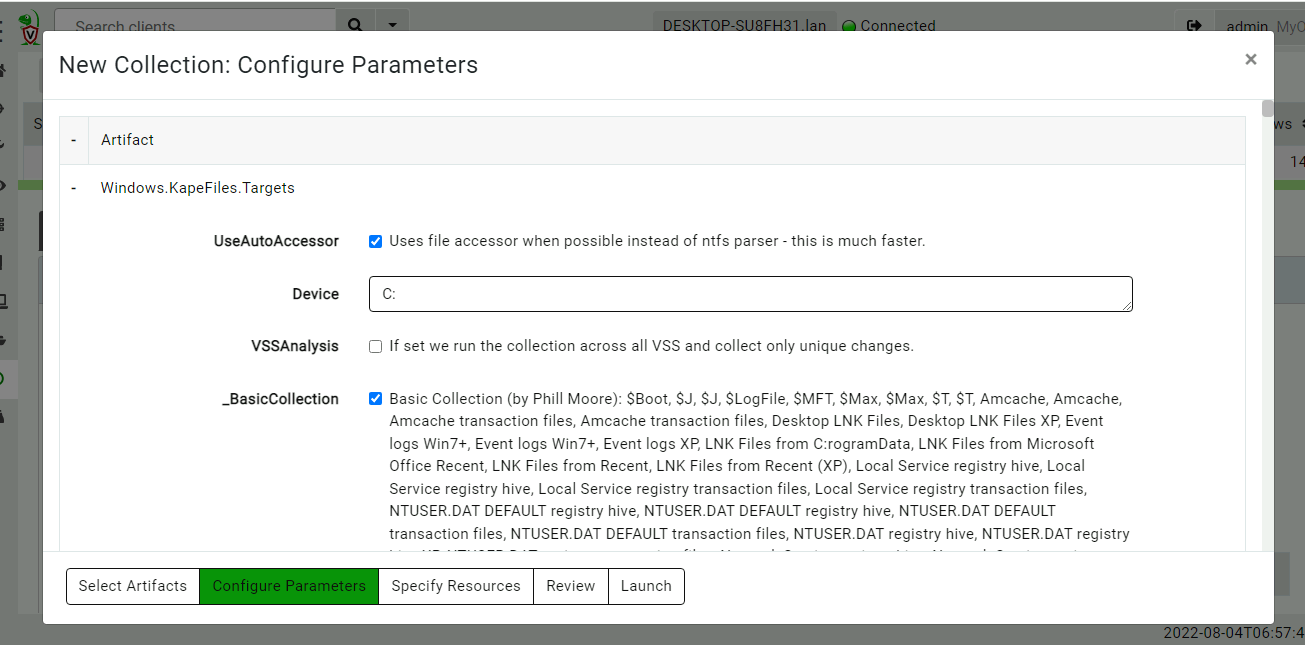 Search clients
DESKTOP-SU8FH31.lan Connected
admin MyO
New Collection: Configure Parameters
×
- Artifact
- Windows.KapeFiles.Targets
UseAutoAccessor Uses file accessor when possible instead of ntfs parser - this is much faster.
Device C:
VSSAnalysis If set we run the collection across all VSS and collect only unique changes.
_BasicCollection Basic Collection (by Phill Moore): $Boot, $J, $J, $LogFile, $MFT, $Max, $Max, $T, $T, Amcache, Amcache,
Amcache transaction files, Amcache transaction files, Desktop LNK Files, Desktop LNK Files XP, Event
logs Win7+, Event logs Win7+, Event logs XP, LNK Files from C:rogramData, LNK Files from Microsoft
Office Recent, LNK Files from Recent, LNK Files from Recent (XP), Local Service registry hive, Local
Service registry hive, Local Service registry transaction files, Local Service registry transaction files,
NTUSER.DAT DEFAULT registry hive, NTUSER.DAT DEFAULT registry hive, NTUSER.DAT DEFAULT
transaction files, NTUSER.DAT DEFAULT transaction files, NTUSER.DAT registry hive, NTUSER.DAT registry
Select Artifacts Configure Parameters Specify Resources Review Launch
2022-08-04T06:57:4